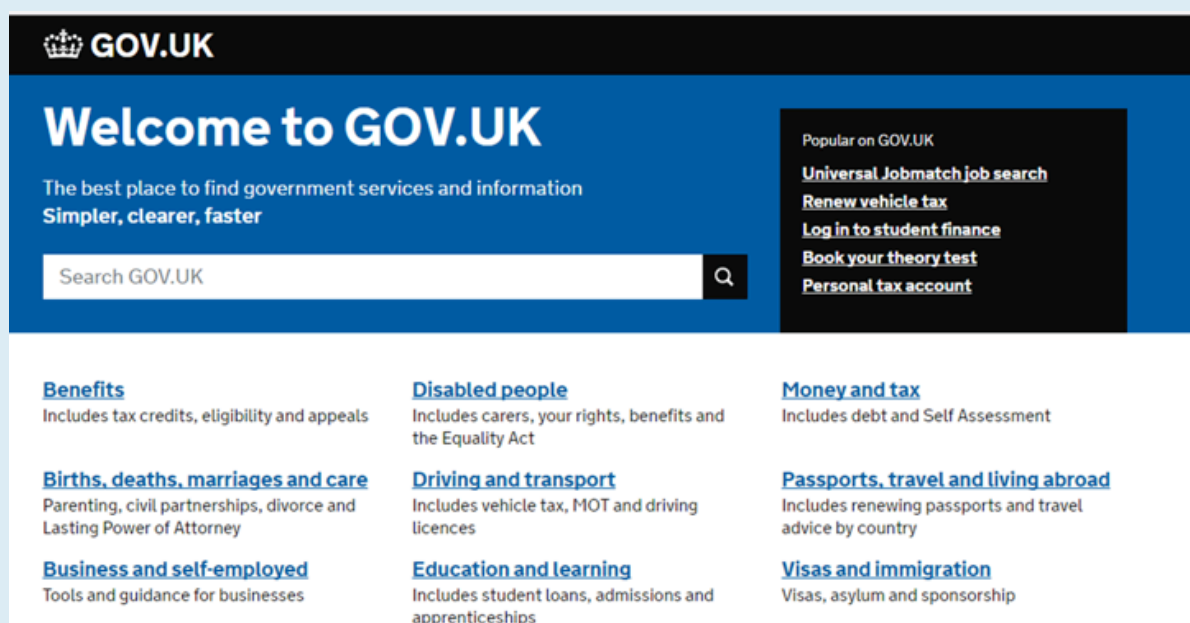 GOV.UK
Welcome to GOV.UK
The best place to find government services and information
Simpler, clearer, faster
Search GOV.UK
Popular on GOV.UK
Universal Jobmatch job search
Renew vehicle tax
Log in to student finance
Book your theory test
Personal tax account
Benefits
Includes tax credits, eligibility and appeals
Disabled people
Includes carers, your rights, benefits and
the Equality Act
Money and tax
Includes debt and Self Assessment
Births, deaths, marriages and care
Parenting, civil partnerships, divorce and
Lasting Power of Attorney
Driving and transport
Includes vehicle tax, MOT and driving
licences
Passports, travel and living abroad
Includes renewing passports and travel
advice by country
Business and self-employed
Tools and guidance for businesses
Education and learning
Includes student loans, admissions and
apprenticeships
Visas and immigration
Visas, asylum and sponsorship